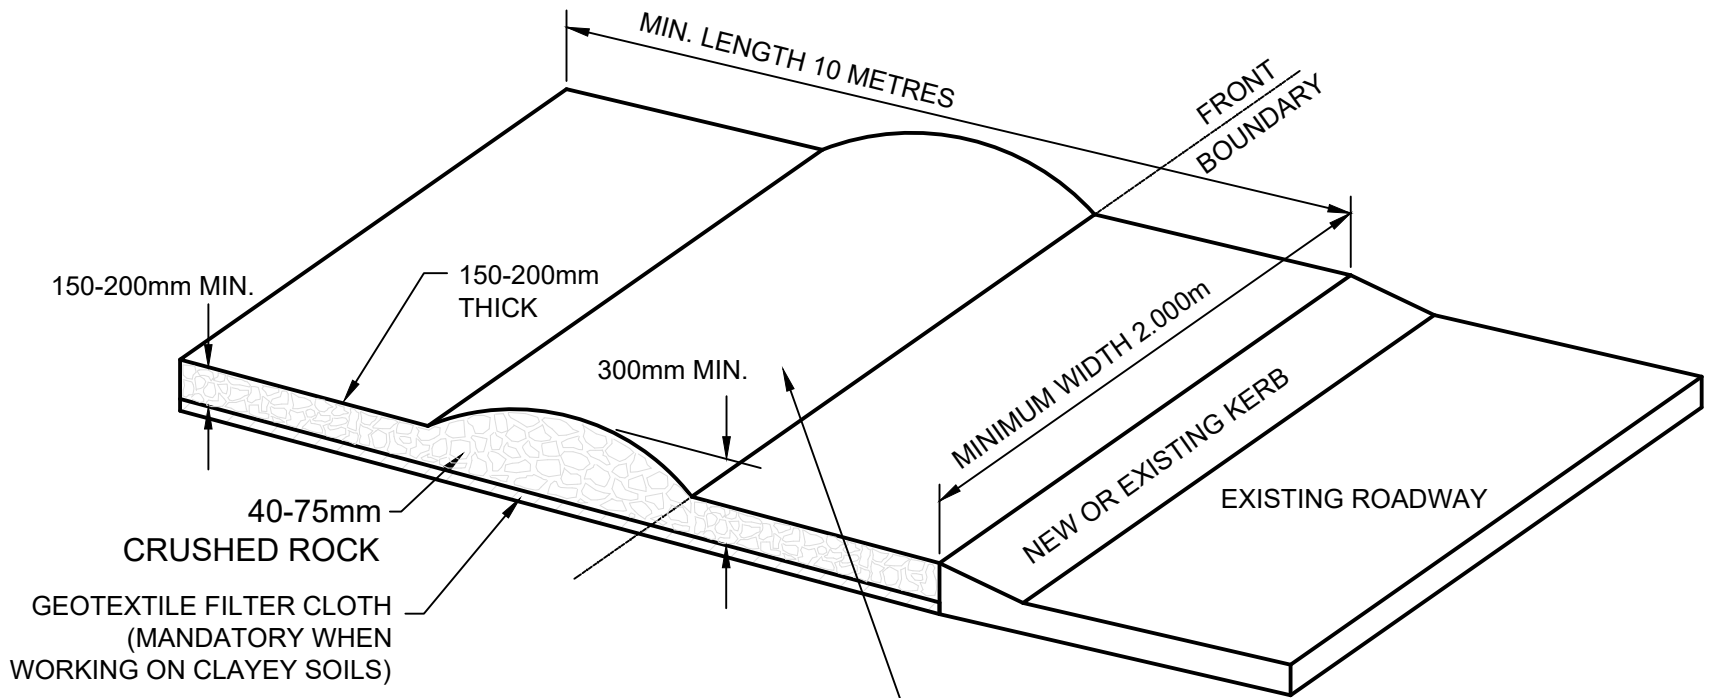 MIN. LENGTH 10 METRES
FRONT
BOUNDARY
150-200mm MIN.
150-200mm
THICK
300mm MIN.
MINIMUM WIDTH 2.000m
NEW OR EXISTING KERB
EXISTING ROADWAY
40-75mm
CRUSHED ROCK
GEOTEXTILE FILTER CLOTH
(MANDATORY WHEN
WORKING ON CLAYEY SOILS)